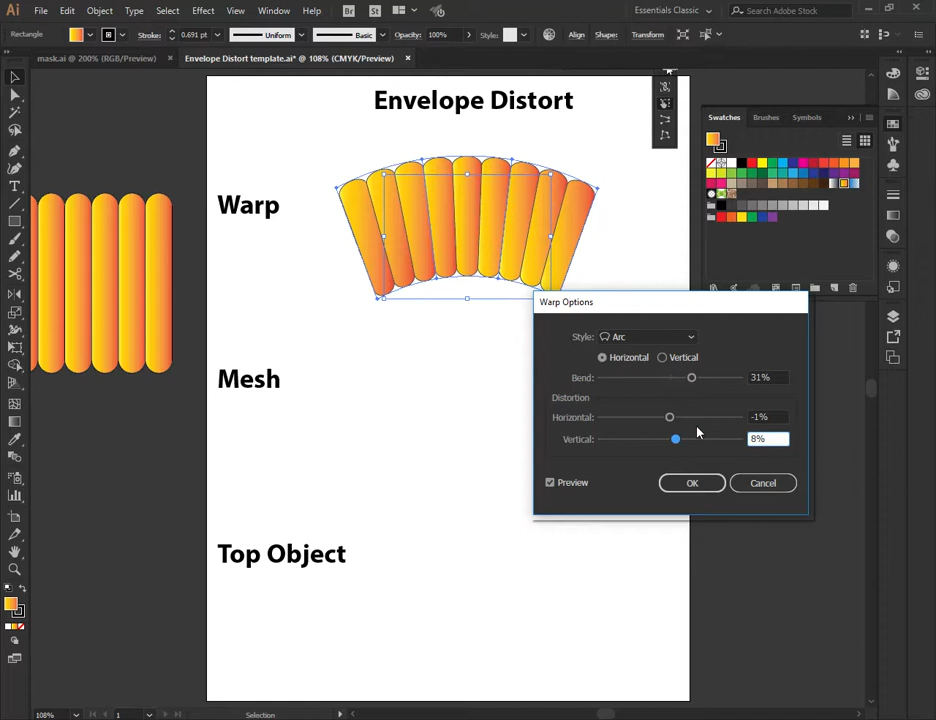 Ai File Edit Object Type Select Effect View Window Help Br St Essentials Classic Search Adobe Stock
Rectangle Stroke: 0.691 pt Uniform Basic Opacity: 100% Style: Align Shape: Transform
mask.ai @ 200% (RGB/Preview) × Envelope Distort template.ai* @ 108% (CMYK/Preview) ×
Envelope Distort
Swatches Brushes Symbols
Warp
Warp Options
Style: Arc
Horizontal Vertical
Bend: 31%
Mesh
Distortion
Horizontal: -1%
Vertical: 8%
Preview OK Cancel
Top Object
108% 1 Selection